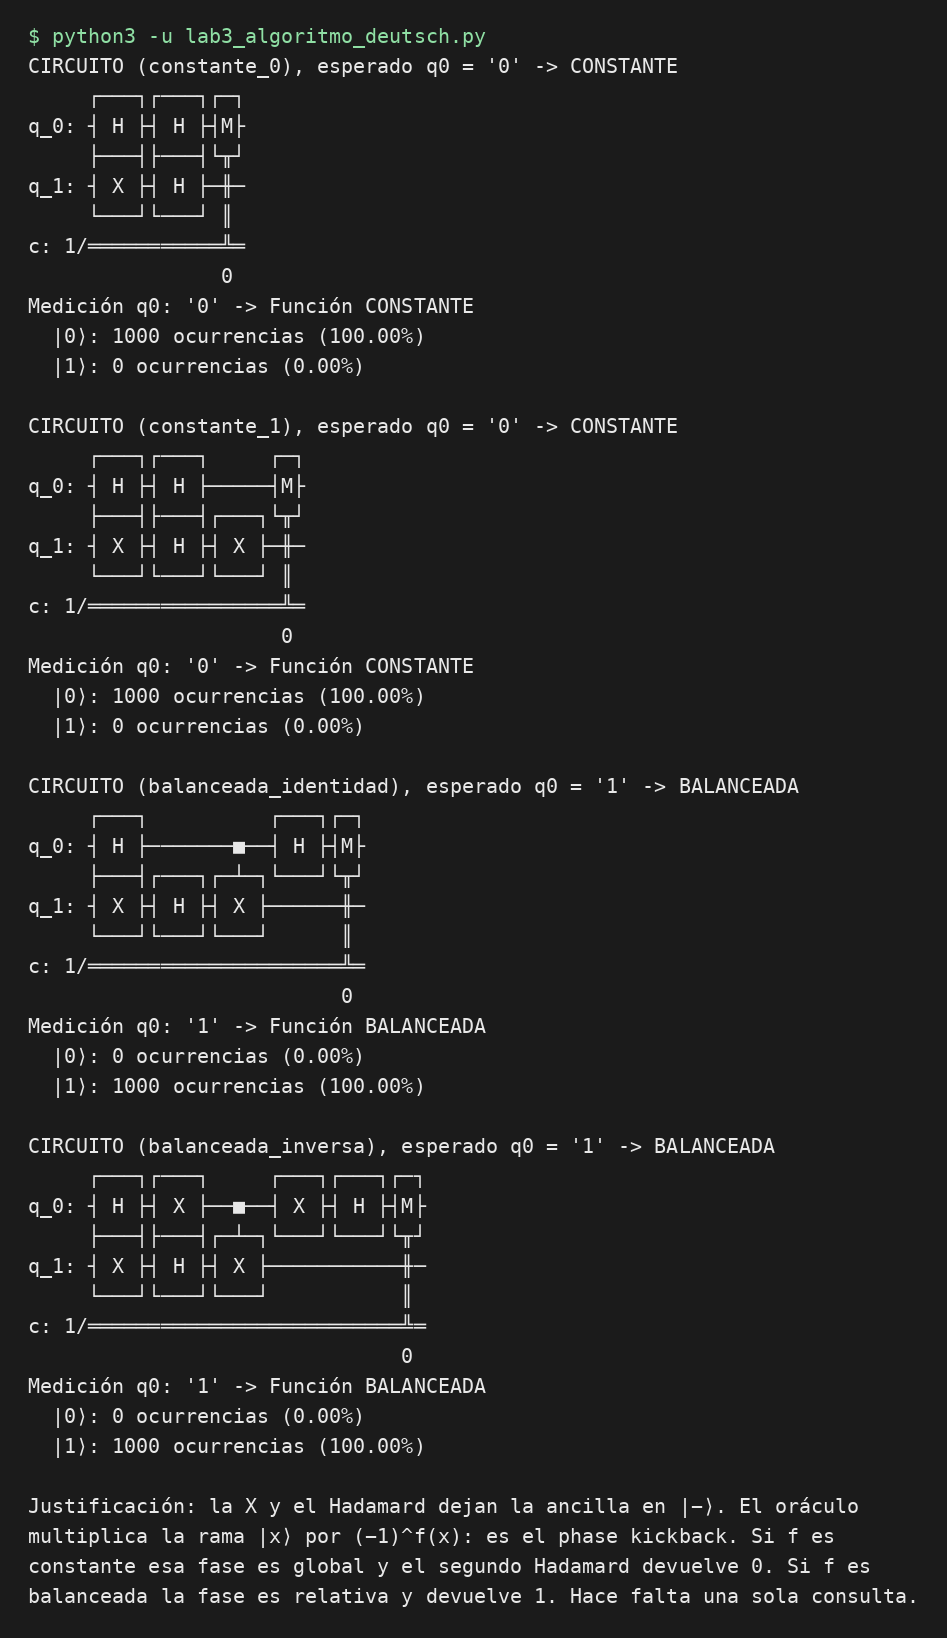 $ python3 -u lab3_algoritmo_deutsch.py
CIRCUITO (constante_0), esperado q0 = '0' -> CONSTANTE
     ┌───┐┌───┐┌─┐
q_0: ┤ H ├┤ H ├┤M├
     ├───┤├───┤└╥┘
q_1: ┤ X ├┤ H ├─╫─
     └───┘└───┘ ║
c: 1/═══════════╩═
                0
Medición q0: '0' -> Función CONSTANTE
  |0⟩: 1000 ocurrencias (100.00%)
  |1⟩: 0 ocurrencias (0.00%)

CIRCUITO (constante_1), esperado q0 = '0' -> CONSTANTE
     ┌───┐┌───┐     ┌─┐
q_0: ┤ H ├┤ H ├─────┤M├
     ├───┤├───┤┌───┐└╥┘
q_1: ┤ X ├┤ H ├┤ X ├─╫─
     └───┘└───┘└───┘ ║
c: 1/════════════════╩═
                     0
Medición q0: '0' -> Función CONSTANTE
  |0⟩: 1000 ocurrencias (100.00%)
  |1⟩: 0 ocurrencias (0.00%)

CIRCUITO (balanceada_identidad), esperado q0 = '1' -> BALANCEADA
     ┌───┐          ┌───┐┌─┐
q_0: ┤ H ├───────■──┤ H ├┤M├
     ├───┤┌───┐┌─┴─┐└───┘└╥┘
q_1: ┤ X ├┤ H ├┤ X ├──────╫─
     └───┘└───┘└───┘      ║
c: 1/═════════════════════╩═
                          0
Medición q0: '1' -> Función BALANCEADA
  |0⟩: 0 ocurrencias (0.00%)
  |1⟩: 1000 ocurrencias (100.00%)

CIRCUITO (balanceada_inversa), esperado q0 = '1' -> BALANCEADA
     ┌───┐┌───┐     ┌───┐┌───┐┌─┐
q_0: ┤ H ├┤ X ├──■──┤ X ├┤ H ├┤M├
     ├───┤├───┤┌─┴─┐└───┘└───┘└╥┘
q_1: ┤ X ├┤ H ├┤ X ├───────────╫─
     └───┘└───┘└───┘           ║
c: 1/══════════════════════════╩═
                               0
Medición q0: '1' -> Función BALANCEADA
  |0⟩: 0 ocurrencias (0.00%)
  |1⟩: 1000 ocurrencias (100.00%)

Justificación: la X y el Hadamard dejan la ancilla en |−⟩. El oráculo
multiplica la rama |x⟩ por (−1)^f(x): es el phase kickback. Si f es
constante esa fase es global y el segundo Hadamard devuelve 0. Si f es
balanceada la fase es relativa y devuelve 1. Hace falta una sola consulta.